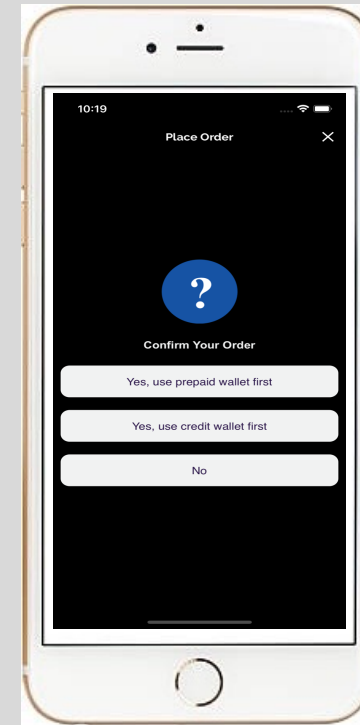 10:19
Place Order
?
Confirm Your Order
Yes, use prepaid wallet first
Yes, use credit wallet first
No